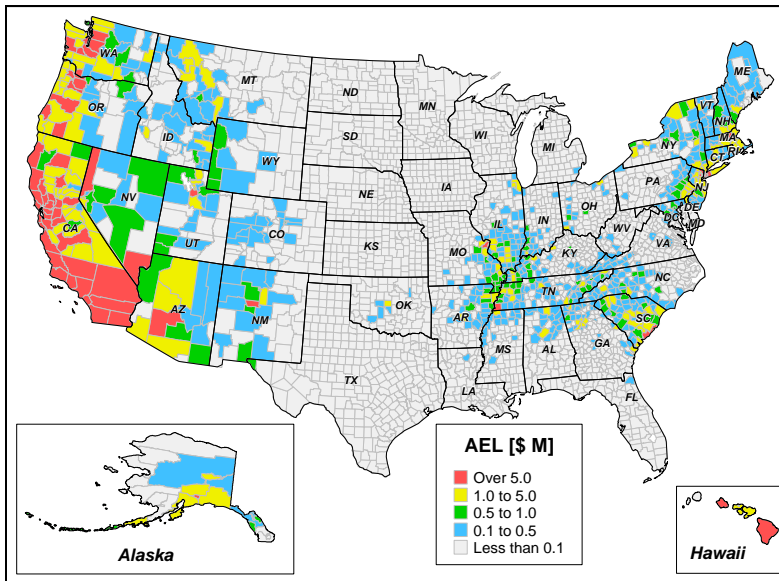 WA
MT
ND
MN
ME
VT
NH
OR
ID
SD
WI
MI
NY
MA
CT
RI
WY
IA
PA
NJ
NE
NV
UT
CO
KS
MO
IL
IN
OH
DE
DC
MD
WV
VA
KY
CA
AZ
NM
OK
AR
TN
NC
SC
MS
AL
GA
TX
LA
FL
AEL [$ M]
Over 5.0
1.0 to 5.0
0.5 to 1.0
0.1 to 0.5
Less than 0.1
Alaska
Hawaii